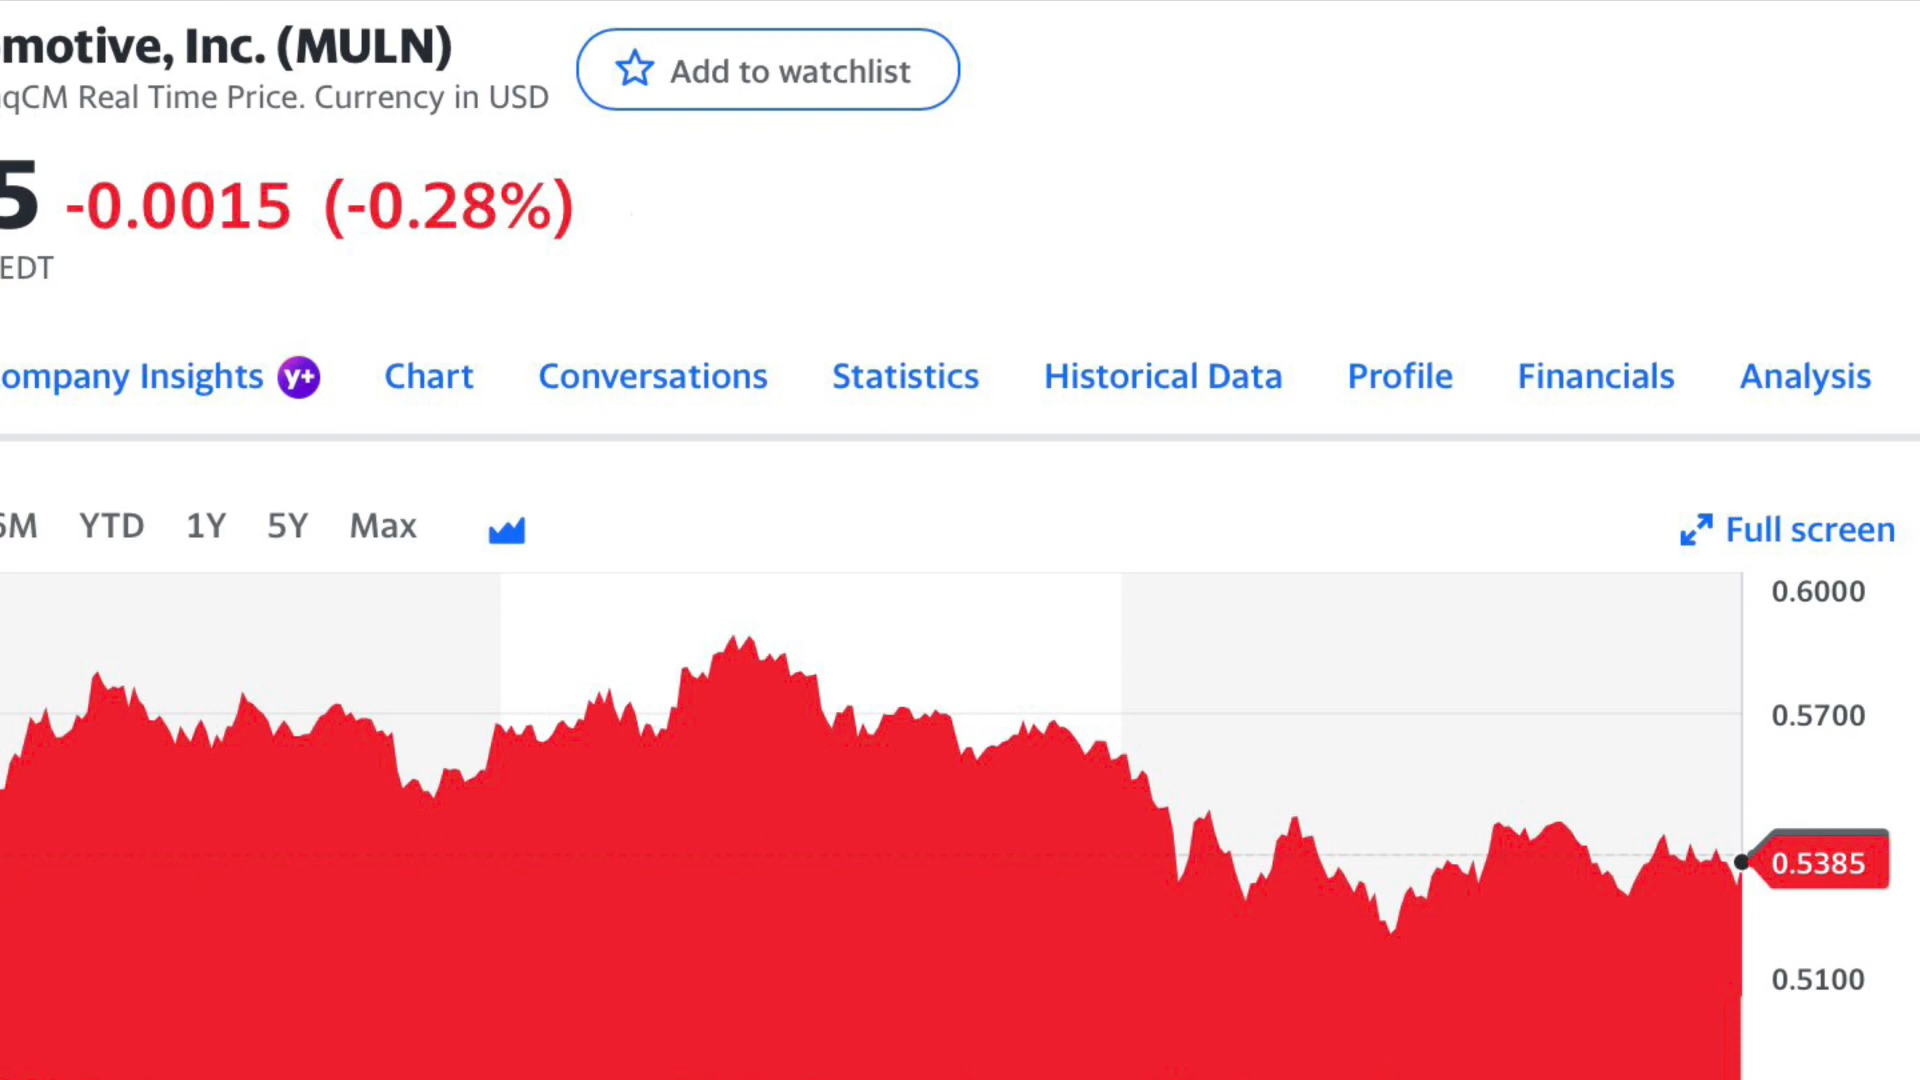 motive, Inc. (MULN)
Add to watchlist
qCM Real Time Price. Currency in USD
5 -0.0015 (-0.28%)
EDT
ompany Insights y+ Chart Conversations Statistics Historical Data Profile Financials Analysis
6M YTD 1Y 5Y Max
Full screen
0.6000
0.5700
0.5385
0.5100